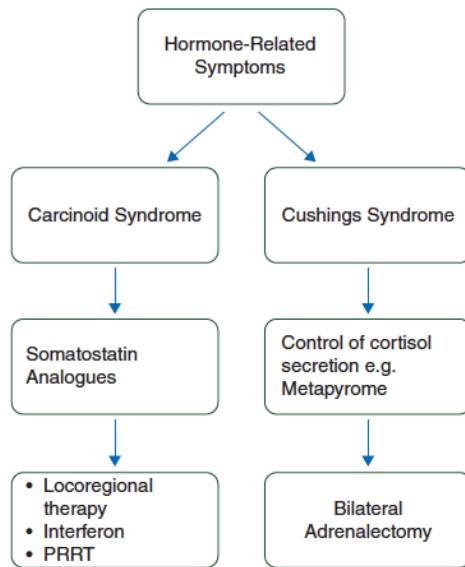 Hormone-Related
Symptoms
Carcinoid Syndrome
Cushings Syndrome
Somatostatin
Analogues
Control of cortisol
secretion e.g.
Metapyrome
• Locoregional
therapy
• Interferon
• PRRT
Bilateral
Adrenalectomy